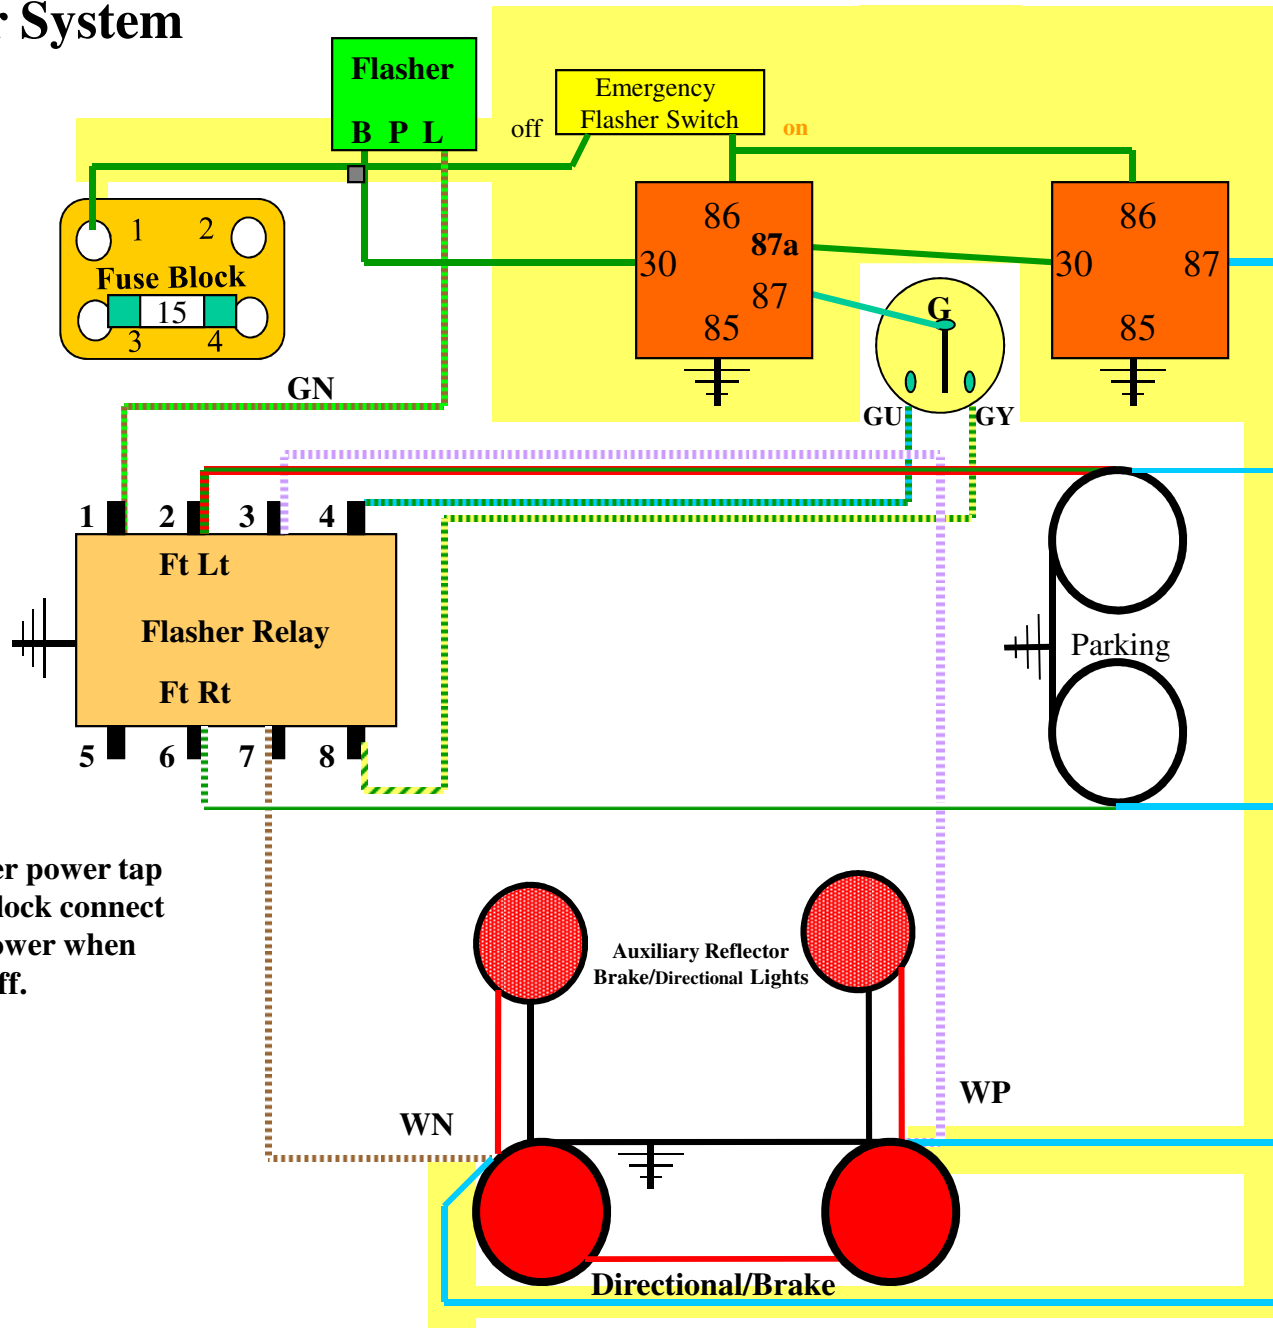 r System
Flasher
B P L
off
Emergency
Flasher Switch
on
1 2
Fuse Block
15
3 4
86
87a
30
87
85
G
86
30 87
85
GN
GU GY
1 2 3 4
Ft Lt
Flasher Relay
Ft Rt
5 6 7 8
Parking
er power tap
lock connect
ower when
ff.
Auxiliary Reflector
Brake/Directional Lights
WP
WN
Directional/Brake